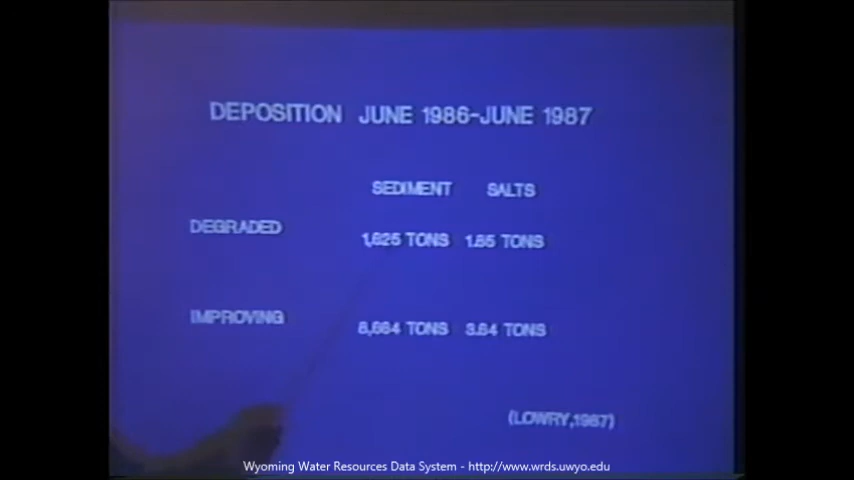 DEPOSITION JUNE 1986-JUNE 1987
SEDIMENT SALTS
DEGRADED
1,625 TONS 1.85 TONS
IMPROVING
8,664 TONS 3.64 TONS
(LOWRY,1987)
Wyoming Water Resources Data System - http://www.wrds.uwyo.edu